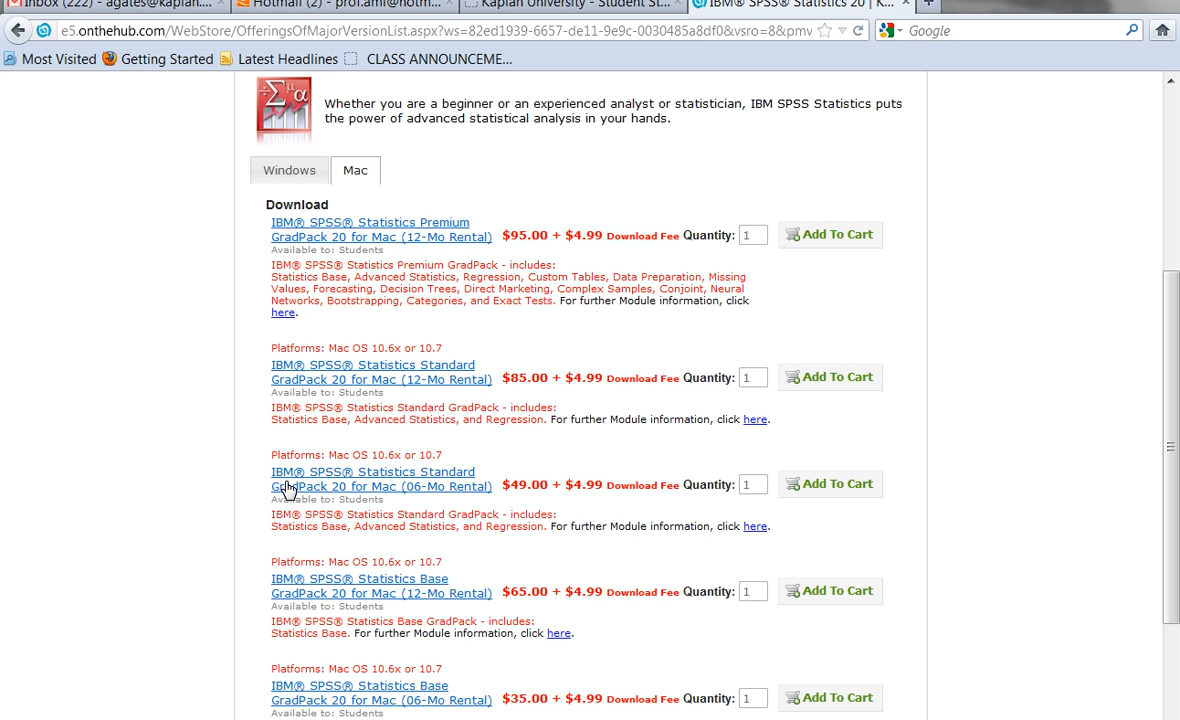 Inbox (222) - agates@kaplan....
Hotmail (2) - prof.ami@hotm...
Kaplan University - Student St...
IBM® SPSS® Statistics 20 | K...
e5.onthehub.com/WebStore/OfferingsOfMajorVersionList.aspx?ws=82ed1939-6657-de11-9e9c-0030485a8df0&vsro=8&pmv
Google
Most Visited
Getting Started
Latest Headlines
CLASS ANNOUNCEME...
Σ μ α
Whether you are a beginner or an experienced analyst or statistician, IBM SPSS Statistics puts
the power of advanced statistical analysis in your hands.
Windows
Mac
Download
IBM® SPSS® Statistics Premium
GradPack 20 for Mac (12-Mo Rental) $95.00 + $4.99 Download Fee Quantity: 1 Add To Cart
Available to: Students
IBM® SPSS® Statistics Premium GradPack - includes:
Statistics Base, Advanced Statistics, Regression, Custom Tables, Data Preparation, Missing
Values, Forecasting, Decision Trees, Direct Marketing, Complex Samples, Conjoint, Neural
Networks, Bootstrapping, Categories, and Exact Tests. For further Module information, click
here.
Platforms: Mac OS 10.6x or 10.7
IBM® SPSS® Statistics Standard
GradPack 20 for Mac (12-Mo Rental) $85.00 + $4.99 Download Fee Quantity: 1 Add To Cart
Available to: Students
IBM® SPSS® Statistics Standard GradPack - includes:
Statistics Base, Advanced Statistics, and Regression. For further Module information, click here.
Platforms: Mac OS 10.6x or 10.7
IBM® SPSS® Statistics Standard
GradPack 20 for Mac (06-Mo Rental) $49.00 + $4.99 Download Fee Quantity: 1 Add To Cart
Available to: Students
IBM® SPSS® Statistics Standard GradPack - includes:
Statistics Base, Advanced Statistics, and Regression. For further Module information, click here.
Platforms: Mac OS 10.6x or 10.7
IBM® SPSS® Statistics Base
GradPack 20 for Mac (12-Mo Rental) $65.00 + $4.99 Download Fee Quantity: 1 Add To Cart
Available to: Students
IBM® SPSS® Statistics Base GradPack - includes:
Statistics Base. For further Module information, click here.
Platforms: Mac OS 10.6x or 10.7
IBM® SPSS® Statistics Base
GradPack 20 for Mac (06-Mo Rental) $35.00 + $4.99 Download Fee Quantity: 1 Add To Cart
Available to: Students